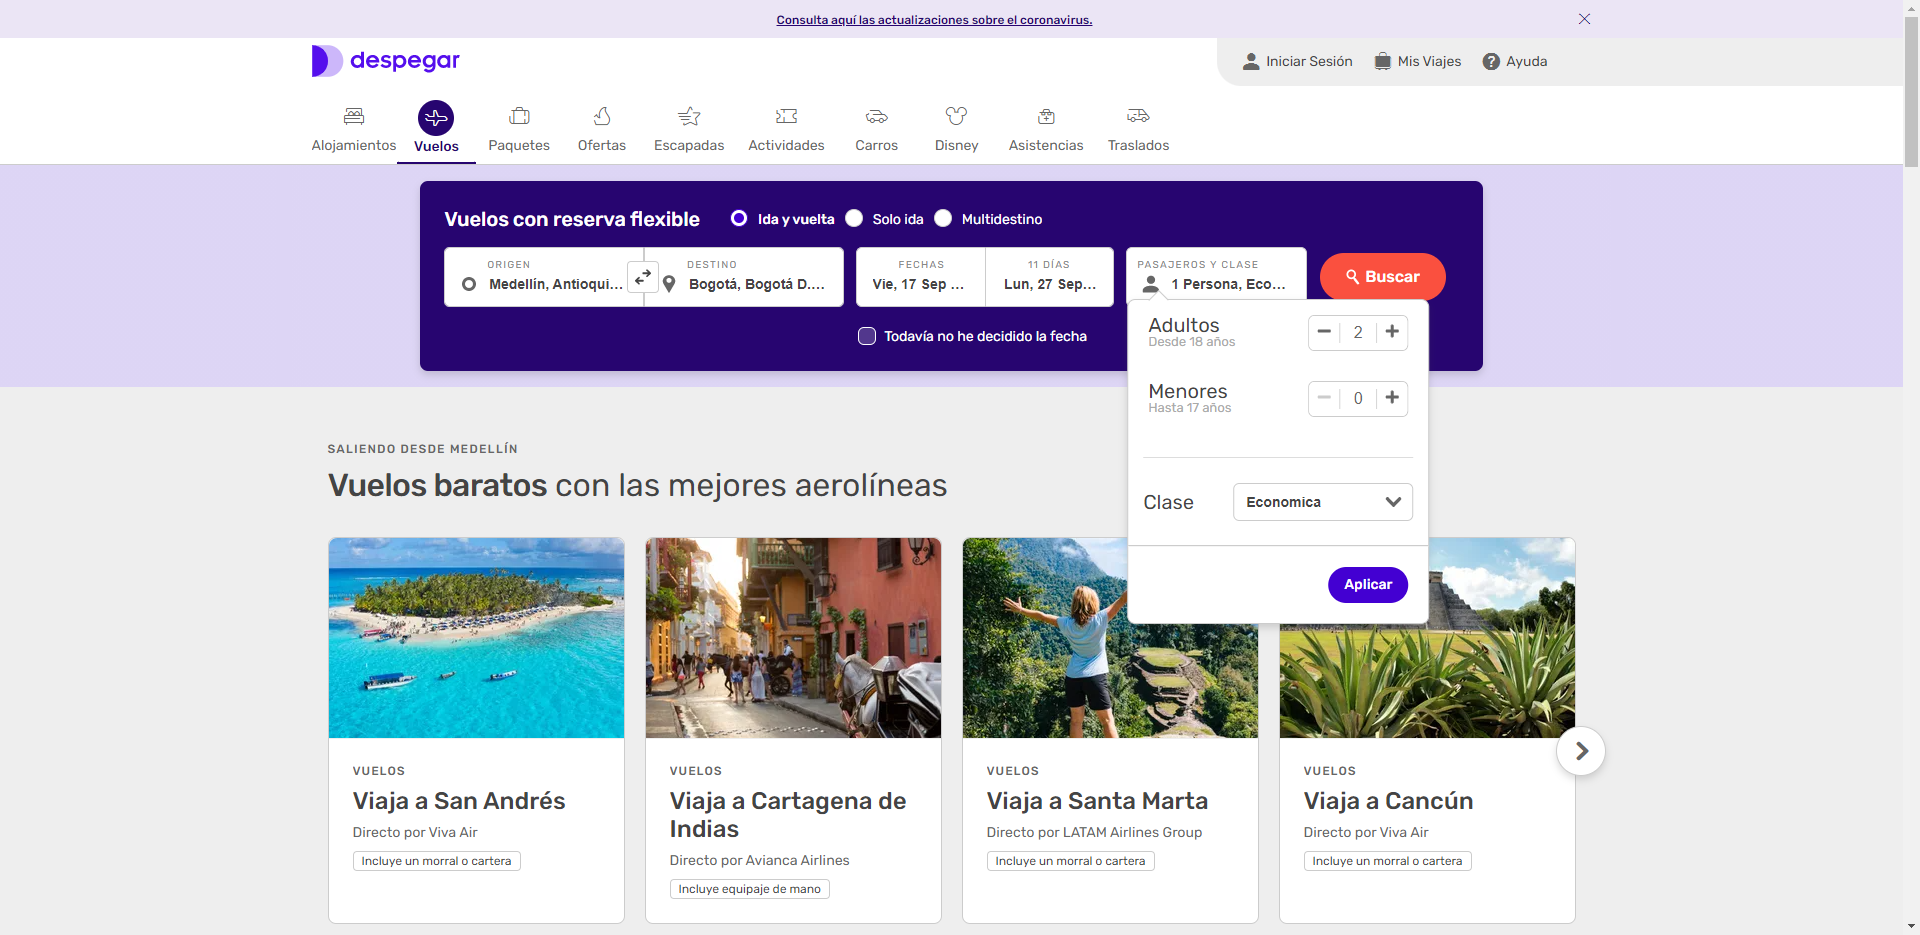 Consulta aquí las actualizaciones sobre el coronavirus.
despegar
Iniciar Sesión
Mis Viajes
Ayuda
Alojamientos
Vuelos
Paquetes
Ofertas
Escapadas
Actividades
Carros
Disney
Asistencias
Traslados
Vuelos con reserva flexible
Ida y vuelta
Solo ida
Multidestino
ORIGEN
Medellín, Antioqui...
DESTINO
Bogotá, Bogotá D....
FECHAS
Vie, 17 Sep ...
11 DÍAS
Lun, 27 Sep...
PASAJEROS Y CLASE
1 Persona, Eco...
Buscar
Todavía no he decidido la fecha
Adultos
Desde 18 años
2
Menores
Hasta 17 años
0
Clase
Economica
Aplicar
SALIENDO DESDE MEDELLÍN
Vuelos baratos con las mejores aerolíneas
VUELOS
Viaja a San Andrés
Directo por Viva Air
Incluye un morral o cartera
VUELOS
Viaja a Cartagena de
Indias
Directo por Avianca Airlines
Incluye equipaje de mano
VUELOS
Viaja a Santa Marta
Directo por LATAM Airlines Group
Incluye un morral o cartera
VUELOS
Viaja a Cancún
Directo por Viva Air
Incluye un morral o cartera